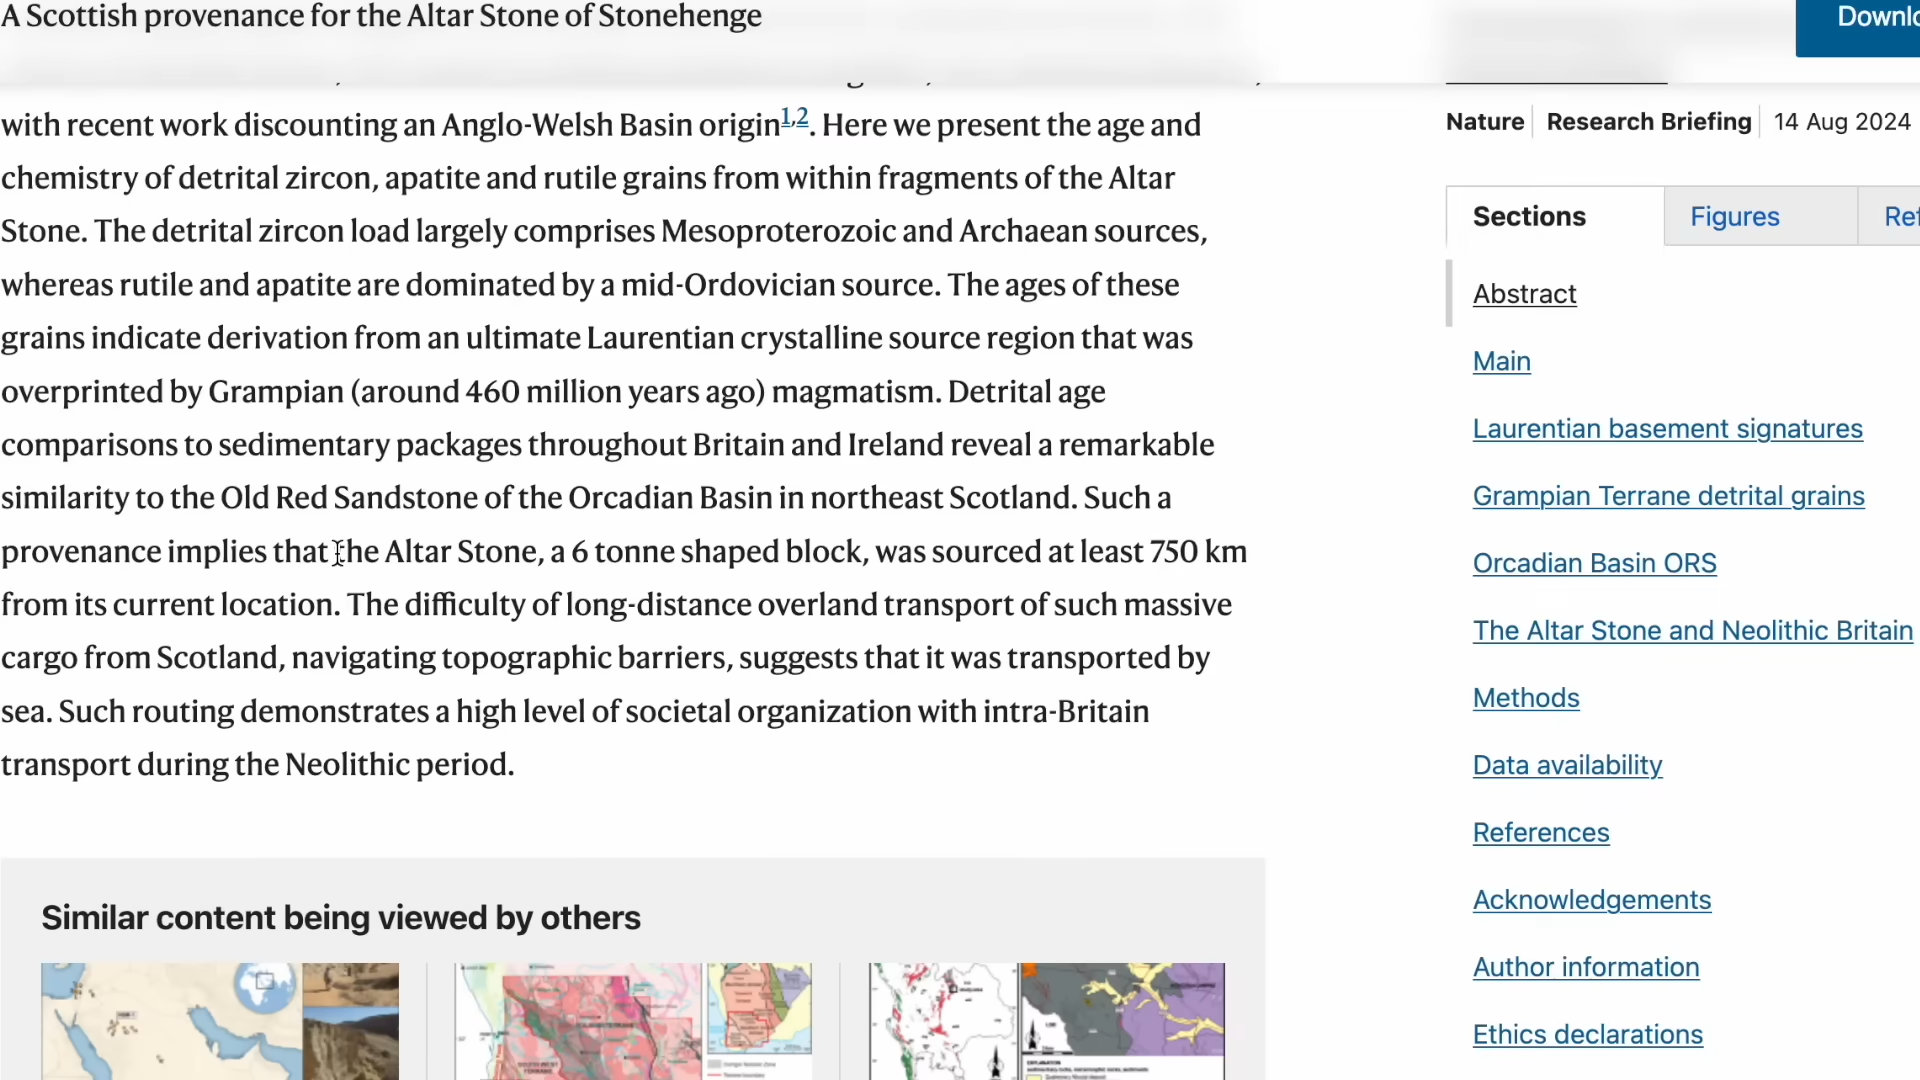 A Scottish provenance for the Altar Stone of Stonehenge
Downlo
with recent work discounting an Anglo-Welsh Basin origin1,2. Here we present the age and
chemistry of detrital zircon, apatite and rutile grains from within fragments of the Altar
Stone. The detrital zircon load largely comprises Mesoproterozoic and Archaean sources,
whereas rutile and apatite are dominated by a mid-Ordovician source. The ages of these
grains indicate derivation from an ultimate Laurentian crystalline source region that was
overprinted by Grampian (around 460 million years ago) magmatism. Detrital age
comparisons to sedimentary packages throughout Britain and Ireland reveal a remarkable
similarity to the Old Red Sandstone of the Orcadian Basin in northeast Scotland. Such a
provenance implies that the Altar Stone, a 6 tonne shaped block, was sourced at least 750 km
from its current location. The difficulty of long-distance overland transport of such massive
cargo from Scotland, navigating topographic barriers, suggests that it was transported by
sea. Such routing demonstrates a high level of societal organization with intra-Britain
transport during the Neolithic period.
Similar content being viewed by others
Nature Research Briefing 14 Aug 2024
Sections Figures Ref
Abstract
Main
Laurentian basement signatures
Grampian Terrane detrital grains
Orcadian Basin ORS
The Altar Stone and Neolithic Britain
Methods
Data availability
References
Acknowledgements
Author information
Ethics declarations